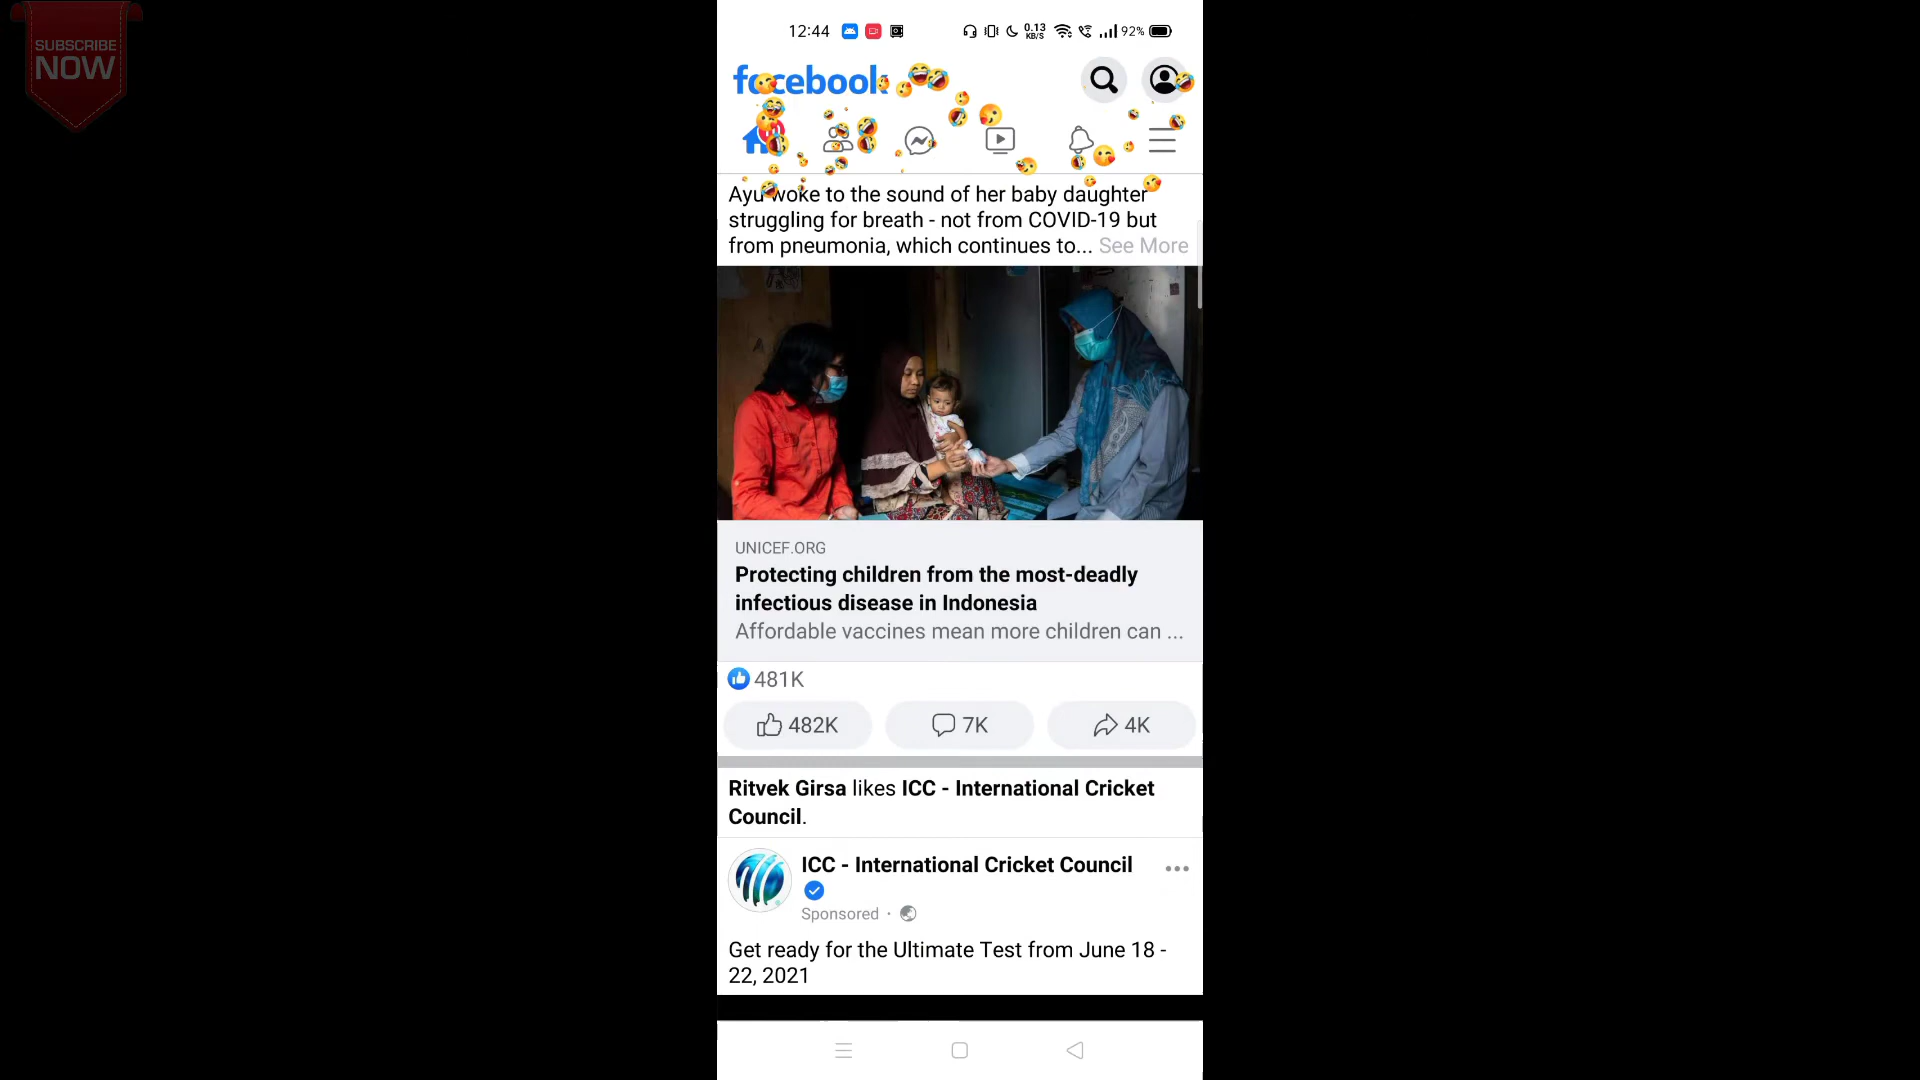 SUBSCRIBE
NOW
12:44
0.13
KB/S
92%
facebook
Ayu woke to the sound of her baby daughter
struggling for breath - not from COVID-19 but
from pneumonia, which continues to... See More
UNICEF.ORG
Protecting children from the most-deadly
infectious disease in Indonesia
Affordable vaccines mean more children can ...
481K
482K
7K
4K
Ritvek Girsa likes ICC - International Cricket
Council.
ICC - International Cricket Council
Sponsored ·
Get ready for the Ultimate Test from June 18 -
22, 2021